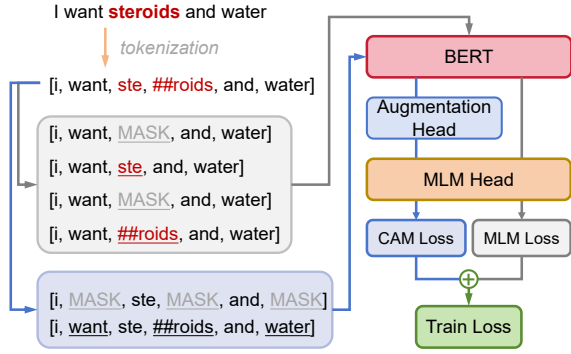 I want steroids and water
tokenization
[i, want, ste, ##roids, and, water]
[i, want, MASK, and, water]
[i, want, ste, and, water]
[i, want, MASK, and, water]
[i, want, ##roids, and, water]
[i, MASK, ste, MASK, and, MASK]
[i, want, ste, ##roids, and, water]
BERT
Augmentation
Head
MLM Head
CAM Loss
MLM Loss
Train Loss